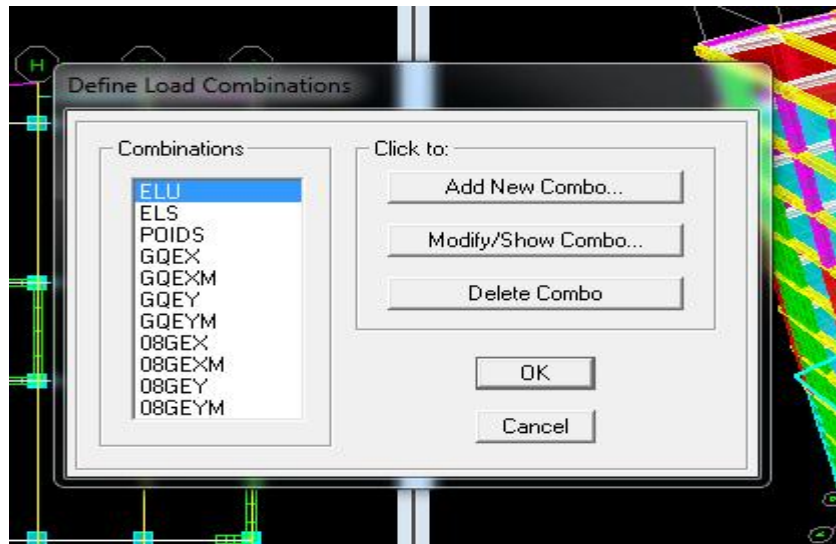 H
Define Load Combinations
Combinations
ELU
ELS
POIDS
GQEX
GQEXM
GQEY
GQEYM
08GEX
08GEXM
08GEY
08GEYM
Click to:
Add New Combo...
Modify/Show Combo...
Delete Combo
OK
Cancel